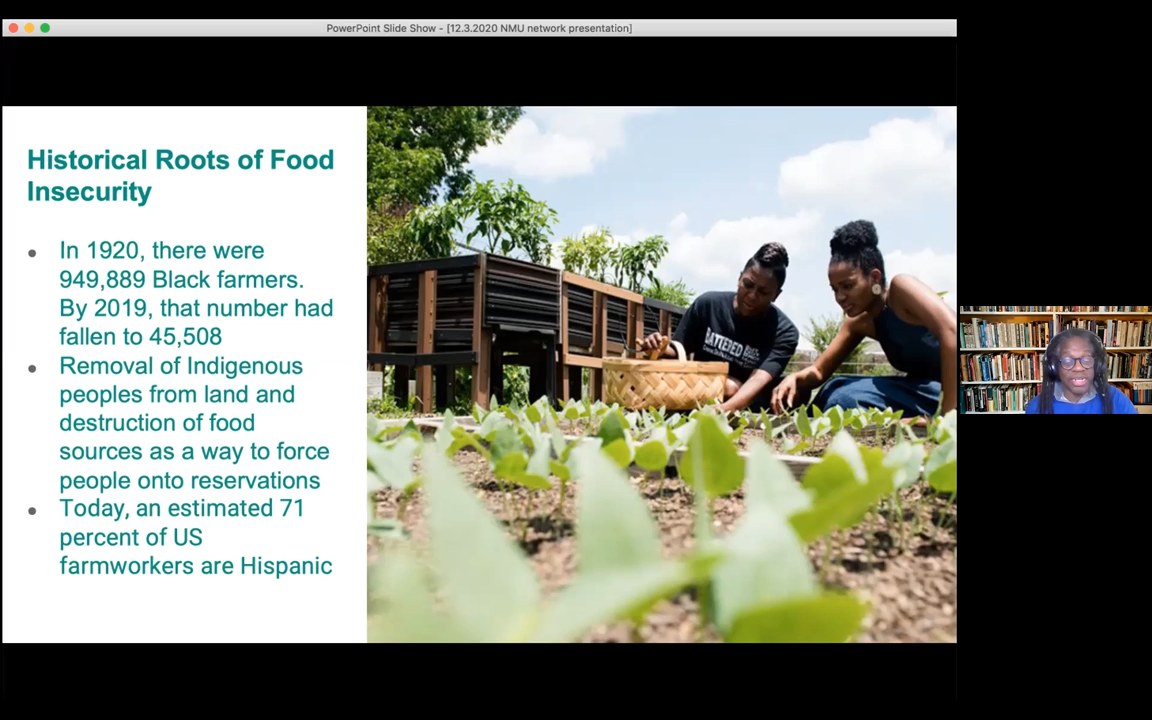 PowerPoint Slide Show - [12.3.2020 NMU network presentation]
Historical Roots of Food
Insecurity
• In 1920, there were
949,889 Black farmers.
By 2019, that number had
fallen to 45,508
• Removal of Indigenous
peoples from land and
destruction of food
sources as a way to force
people onto reservations
• Today, an estimated 71
percent of US
farmworkers are Hispanic
BATTERED